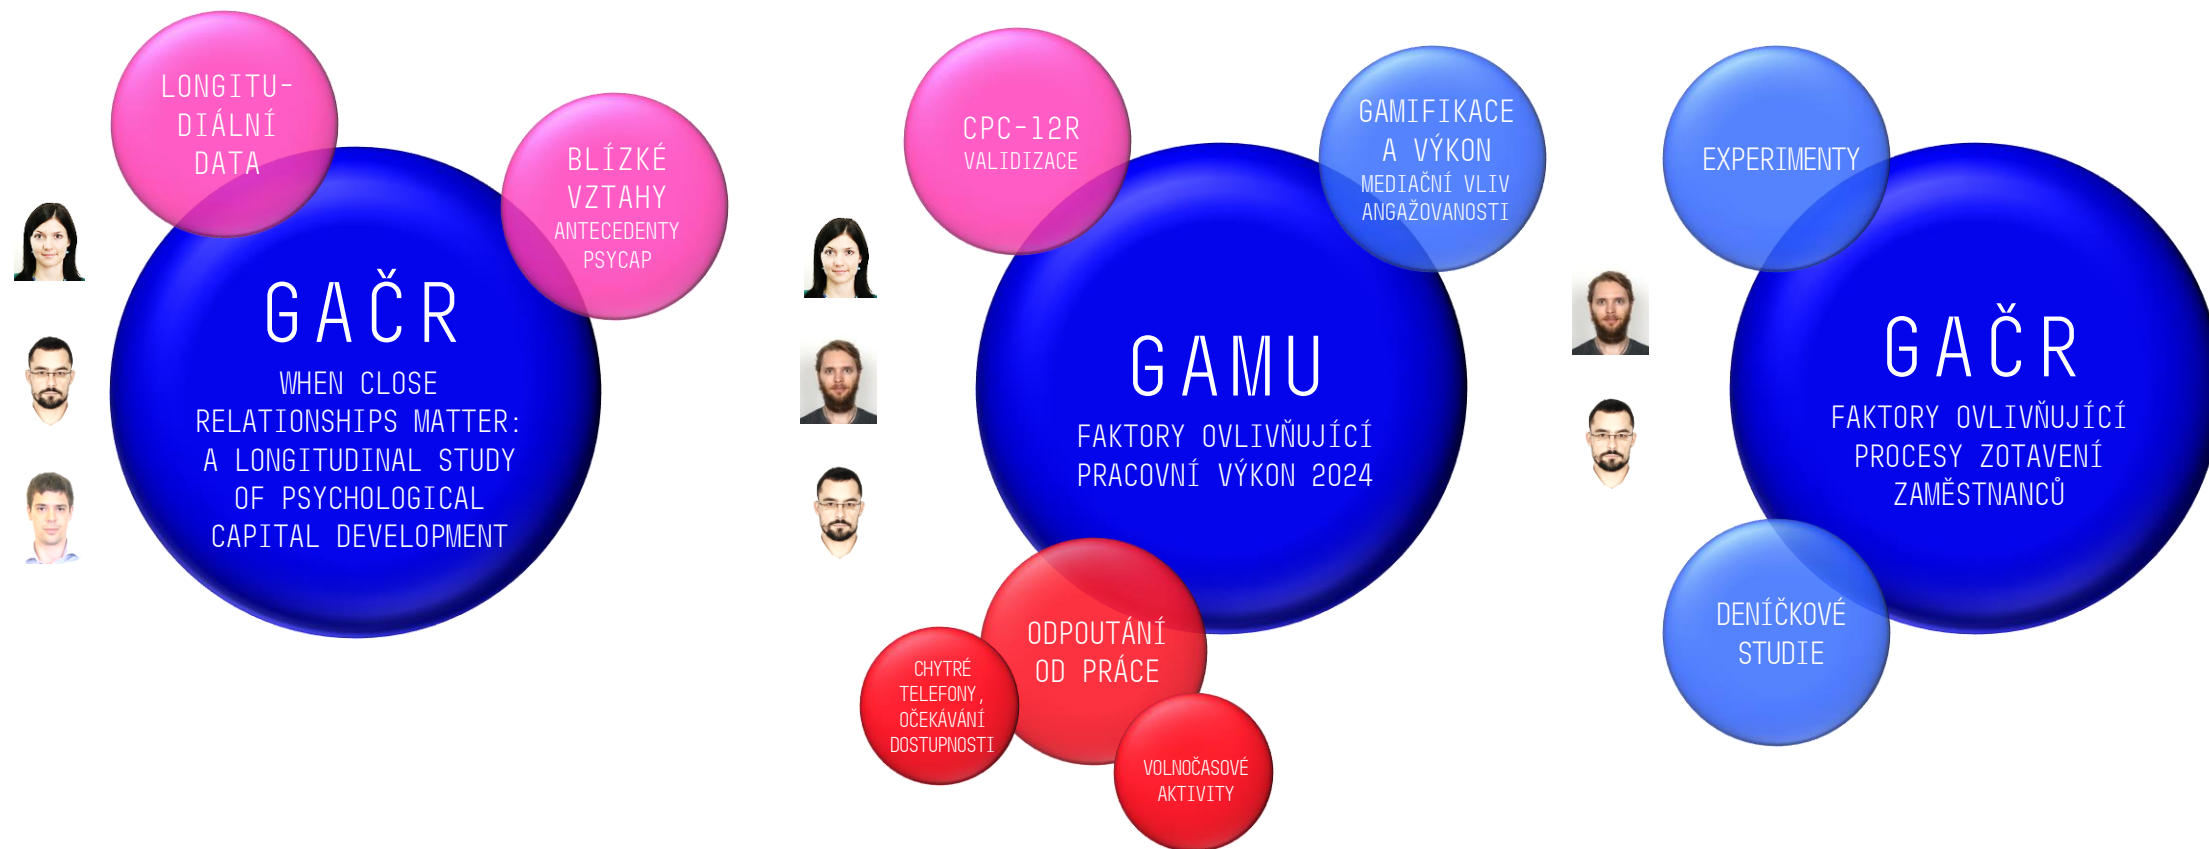 LONGITU-
DIÁLNÍ
DATA
BLÍZKÉ
VZTAHY
ANTECEDENTY
PSYCAP
GAČR
WHEN CLOSE
RELATIONSHIPS MATTER:
A LONGITUDINAL STUDY
OF PSYCHOLOGICAL
CAPITAL DEVELOPMENT
CPC-12R
VALIDIZACE
GAMIFIKACE
A VÝKON
MEDIAČNÍ VLIV
ANGAŽOVANOSTI
GAMU
FAKTORY OVLIVŇUJÍCÍ
PRACOVNÍ VÝKON 2024
ODPOUTÁNÍ
OD PRÁCE
CHYTRÉ
TELEFONY,
OČEKÁVÁNÍ
DOSTUPNOSTI
VOLNOČASOVÉ
AKTIVITY
EXPERIMENTY
GAČR
FAKTORY OVLIVŇUJÍCÍ
PROCESY ZOTAVENÍ
ZAMĚSTNANCŮ
DENÍČKOVÉ
STUDIE